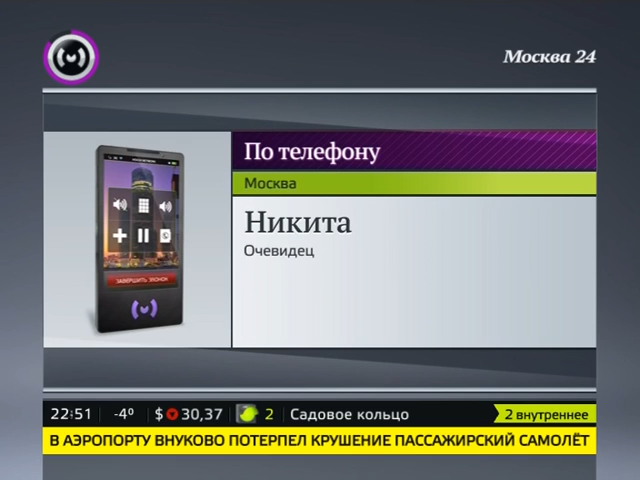 Москва 24
По телефону
Москва
Никита
Очевидец
ЗАВЕРШИТЬ ЗВОНОК
22:51 -4º $ 30,37 2 Садовое кольцо 2 внутреннее
В АЭРОПОРТУ ВНУКОВО ПОТЕРПЕЛ КРУШЕНИЕ ПАССАЖИРСКИЙ САМОЛЁТ